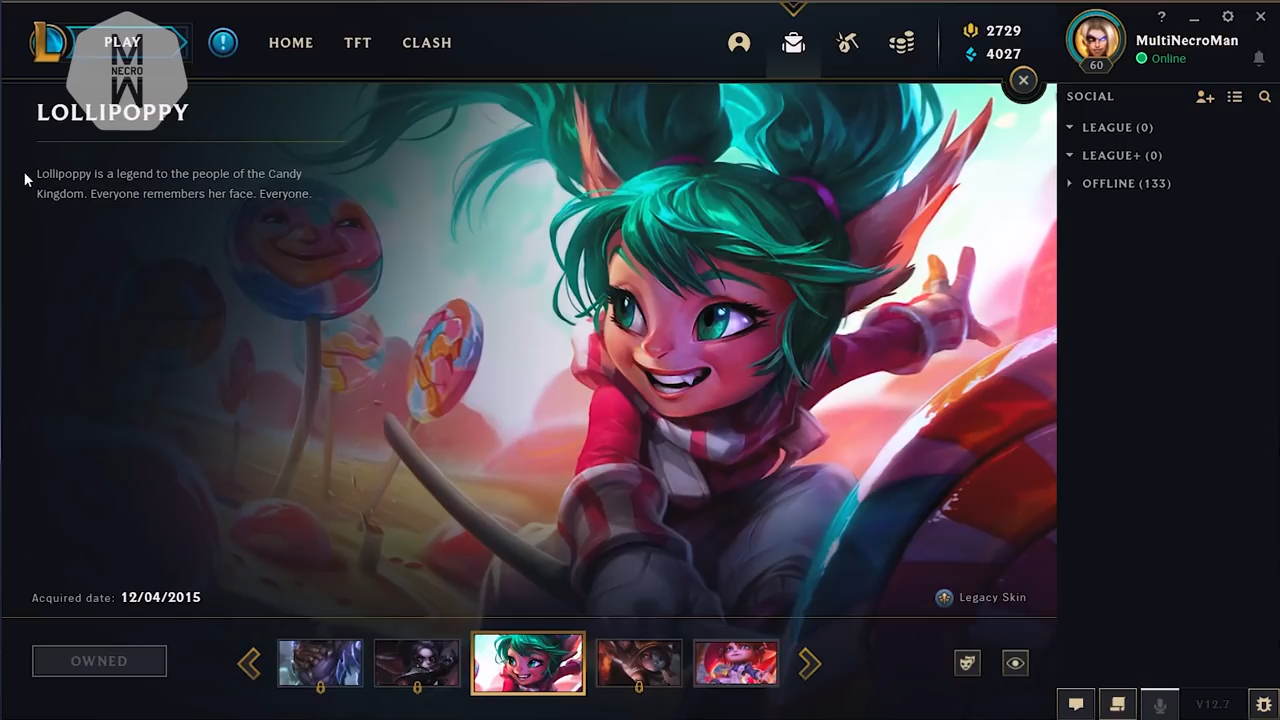 PLAY
HOME
TFT
CLASH
2729
4027
60
MultiNecroMan
Online
M
NECRO
M
LOLLIPOPPY
Lollipoppy is a legend to the people of the Candy
Kingdom. Everyone remembers her face. Everyone.
SOCIAL
LEAGUE (0)
LEAGUE+ (0)
OFFLINE (133)
Acquired date: 12/04/2015
Legacy Skin
OWNED
V12.7